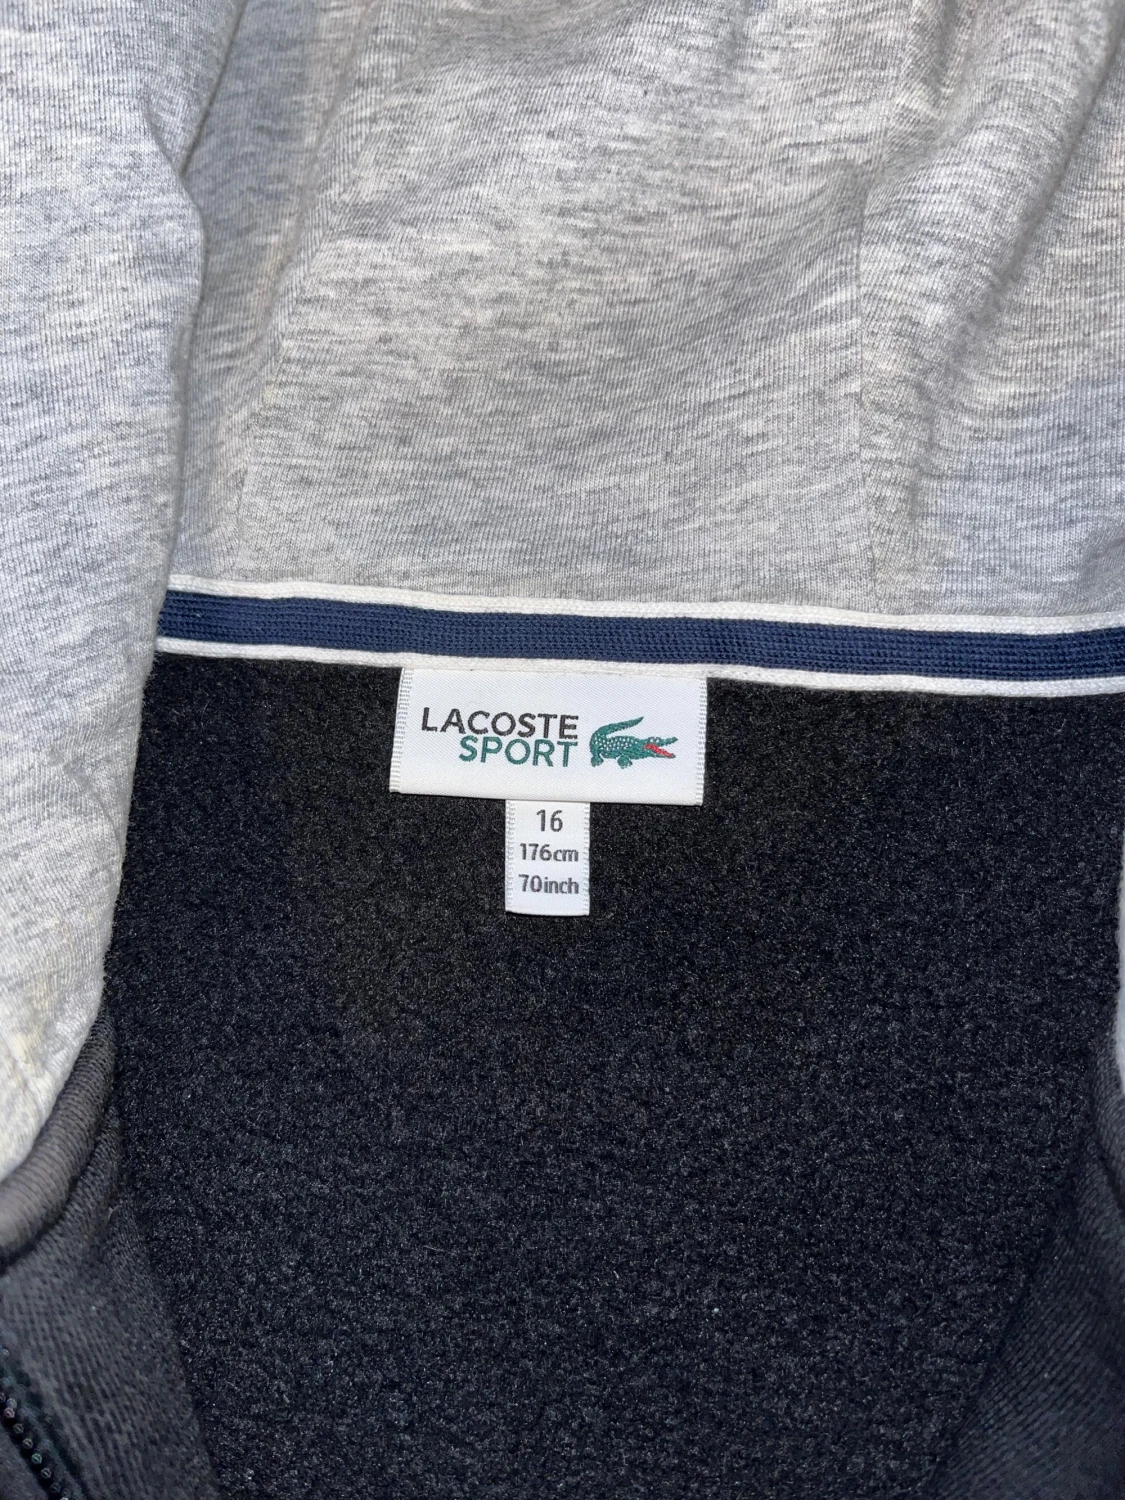 LACOSTE
SPORT
16
176cm
70inch